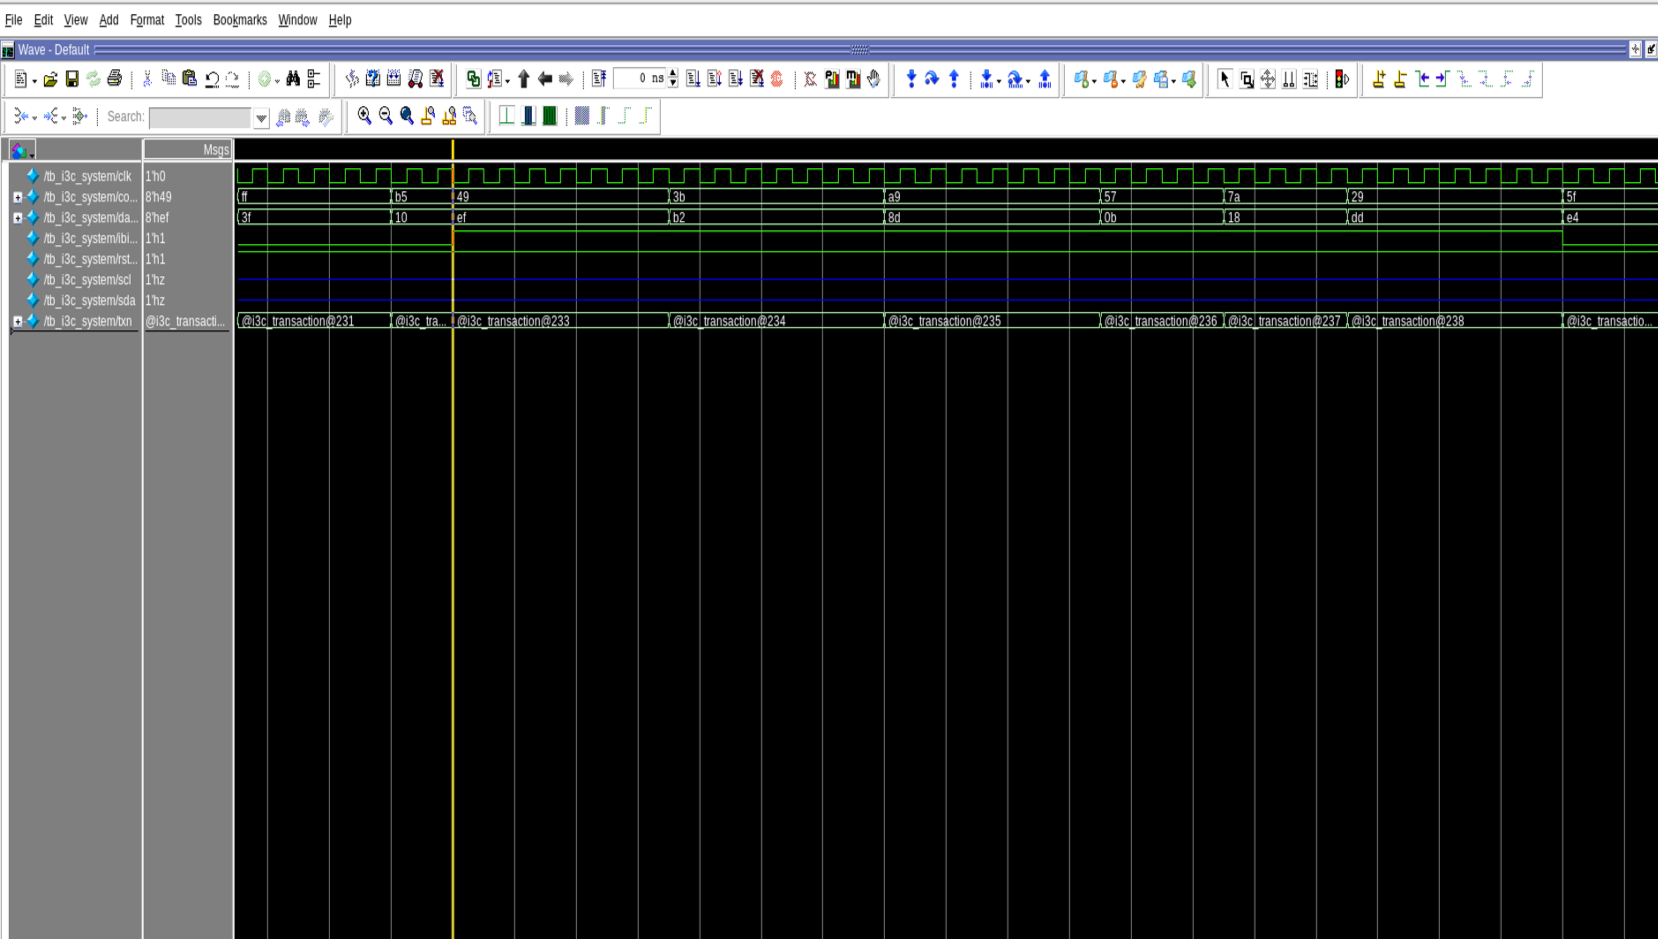 File Edit View Add Format Tools Bookmarks Window Help
Wave - Default
0 ns
Search:
Msgs
/tb_i3c_system/clk 1'h0
/tb_i3c_system/co... 8'h49 ff b5 49 3b a9 57 7a 29 5f
/tb_i3c_system/da... 8'hef 3f 10 ef b2 8d 0b 18 dd e4
/tb_i3c_system/ibi... 1'h1
/tb_i3c_system/rst... 1'h1
/tb_i3c_system/scl 1'hz
/tb_i3c_system/sda 1'hz
/tb_i3c_system/txn @i3c_transacti... @i3c_transaction@231 @i3c_tra... @i3c_transaction@233 @i3c_transaction@234 @i3c_transaction@235 @i3c_transaction@236 @i3c_transaction@237 @i3c_transaction@238 @i3c_transactio...